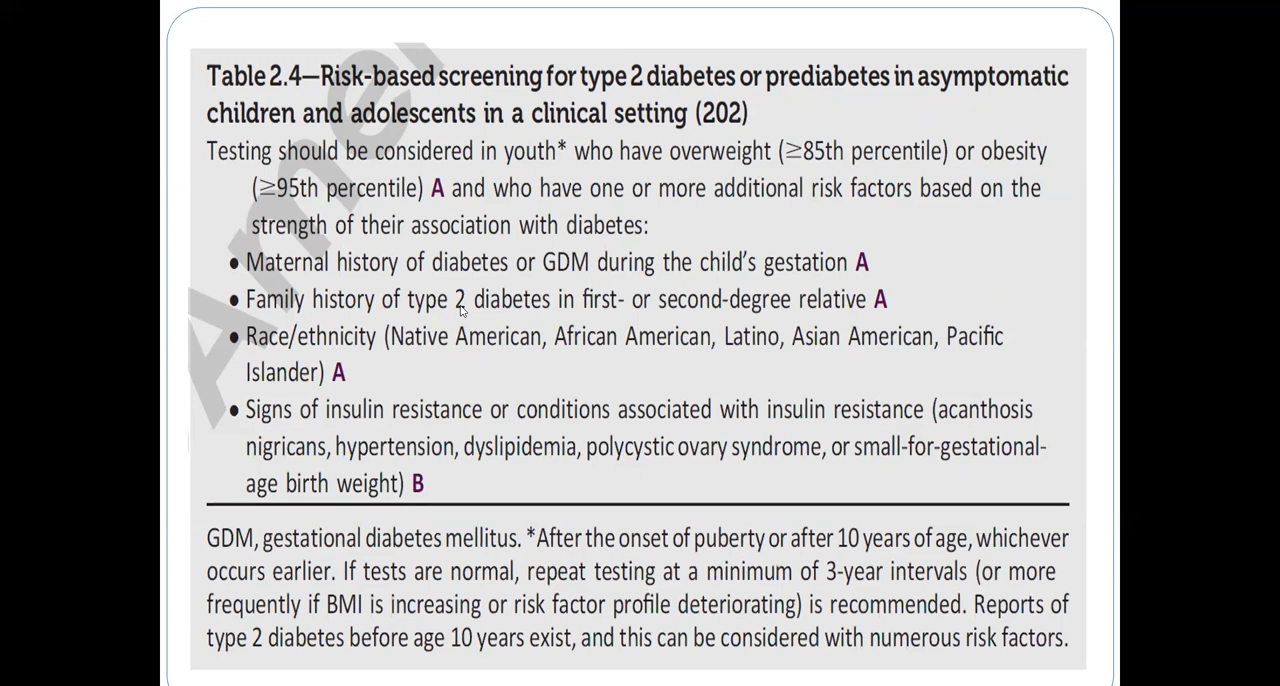 Table 2.4—Risk-based screening for type 2 diabetes or prediabetes in asymptomatic
children and adolescents in a clinical setting (202)
Testing should be considered in youth* who have overweight (≥85th percentile) or obesity
(≥95th percentile) A and who have one or more additional risk factors based on the
strength of their association with diabetes:
● Maternal history of diabetes or GDM during the child's gestation A
● Family history of type 2 diabetes in first- or second-degree relative A
● Race/ethnicity (Native American, African American, Latino, Asian American, Pacific
Islander) A
● Signs of insulin resistance or conditions associated with insulin resistance (acanthosis
nigricans, hypertension, dyslipidemia, polycystic ovary syndrome, or small-for-gestational-
age birth weight) B
GDM, gestational diabetes mellitus. *After the onset of puberty or after 10 years of age, whichever
occurs earlier. If tests are normal, repeat testing at a minimum of 3-year intervals (or more
frequently if BMI is increasing or risk factor profile deteriorating) is recommended. Reports of
type 2 diabetes before age 10 years exist, and this can be considered with numerous risk factors.